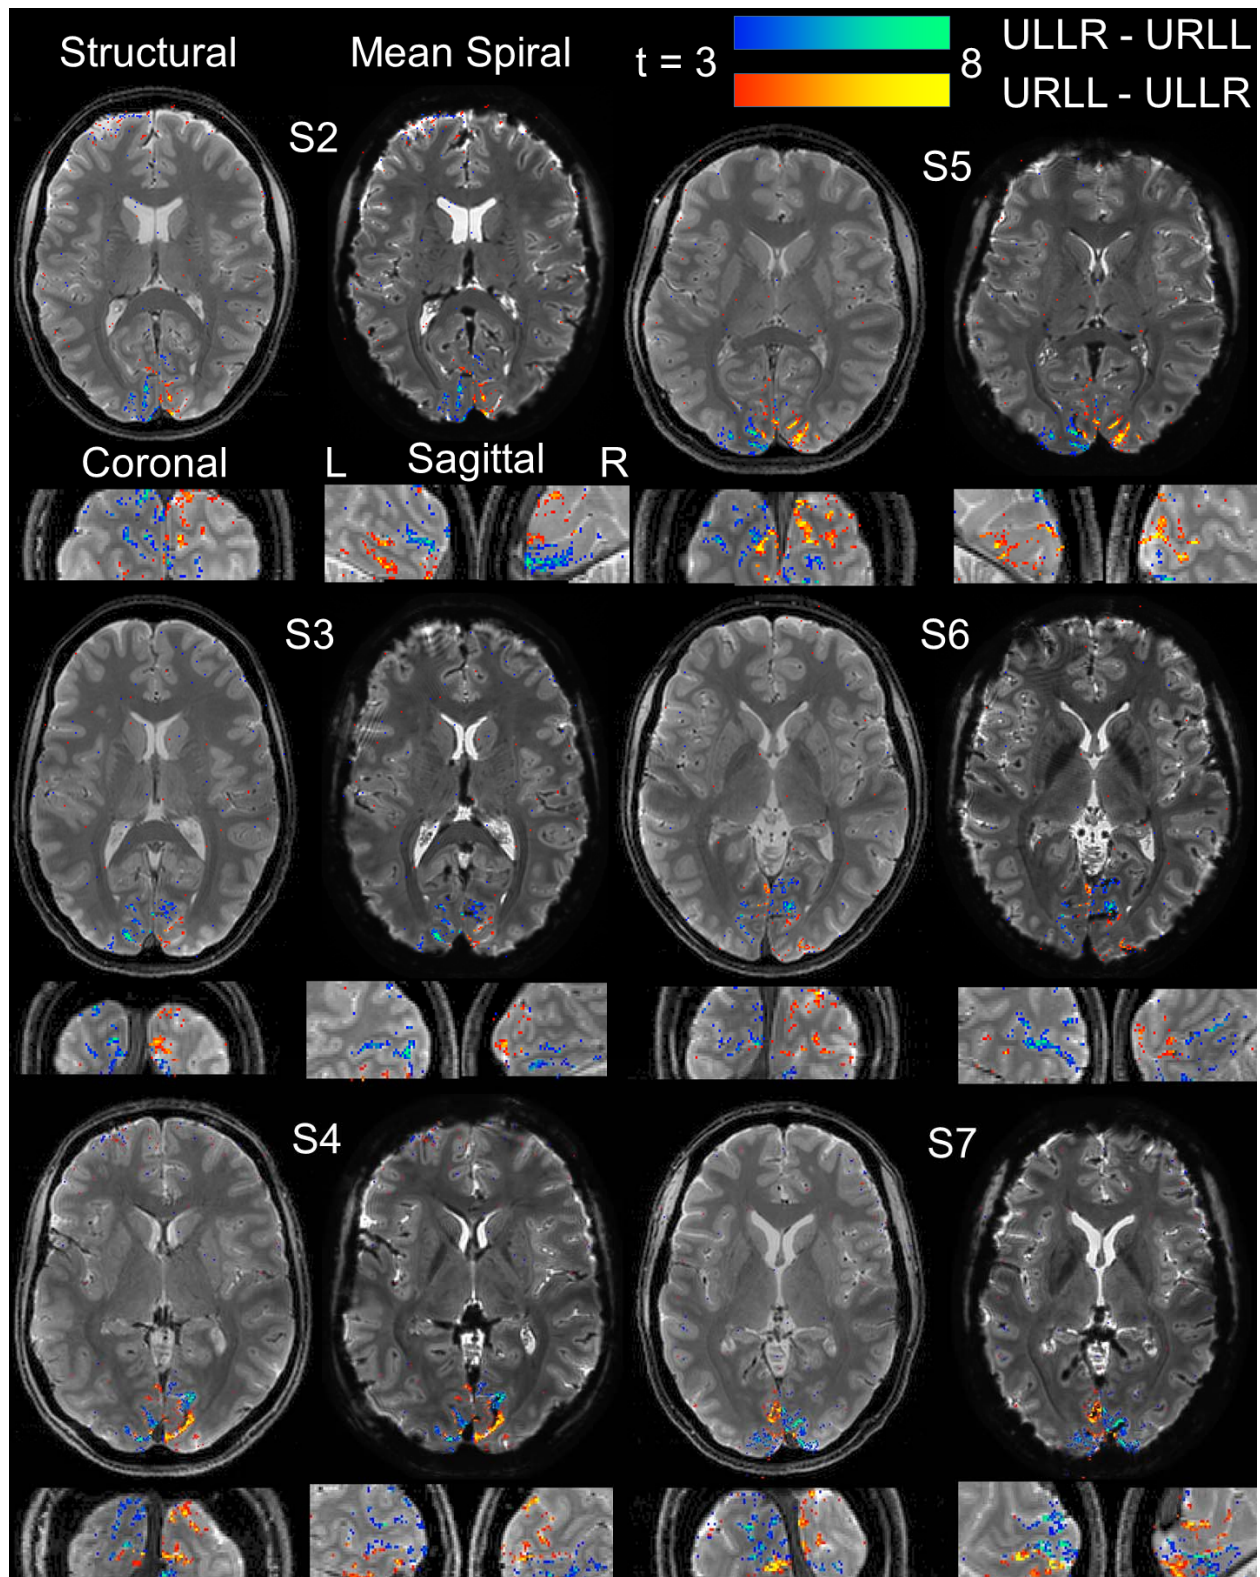 Structural
Mean Spiral
t = 3
8
ULLR - URLL
URLL - ULLR
S2
S5
Coronal
L
Sagittal
R
S3
S6
S4
S7